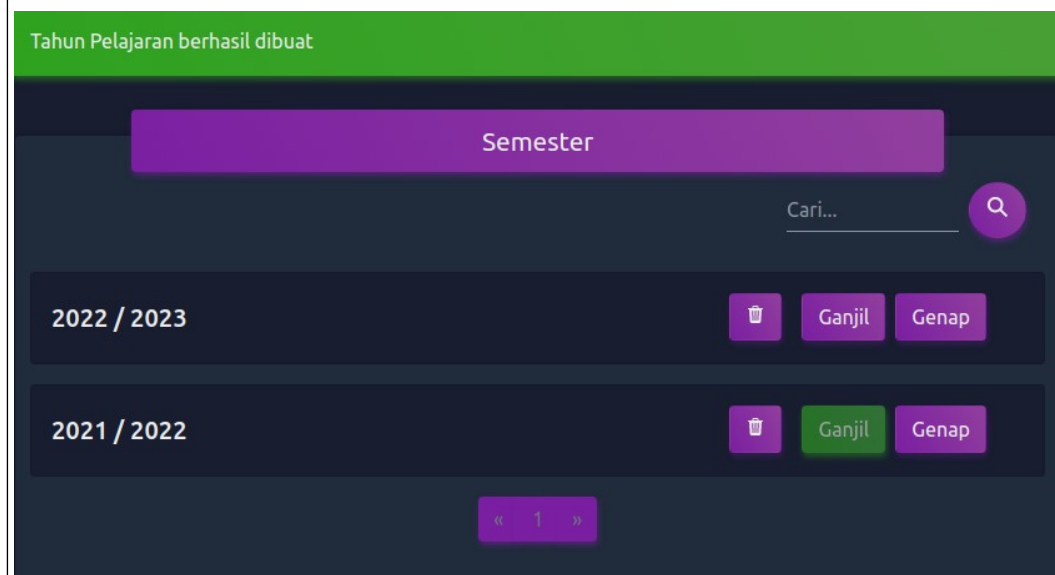 Tahun Pelajaran berhasil dibuat
Semester
Cari...
2022 / 2023 Ganjil Genap
2021 / 2022 Ganjil Genap
« 1 »